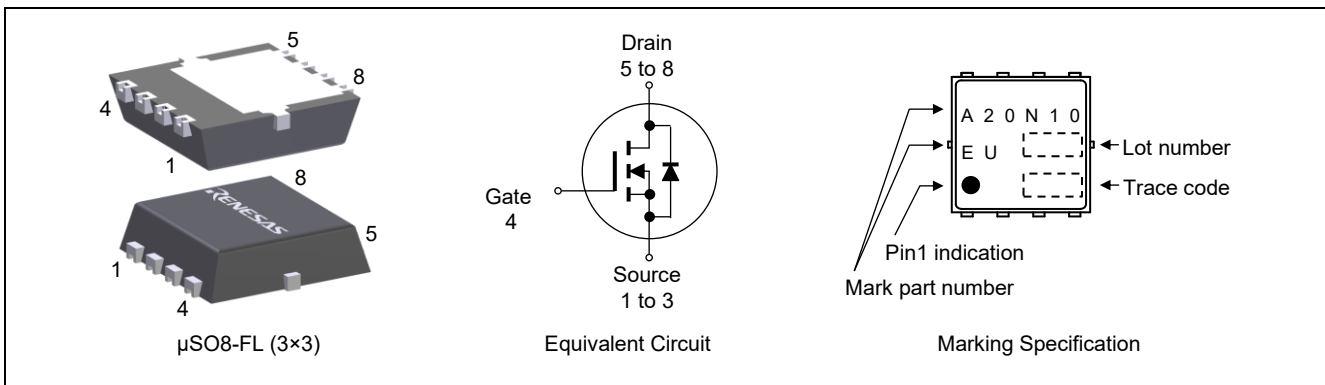 5
8
4
1
8
RENESAS
5
1
4
µSO8-FL (3×3)
Drain
5 to 8
Gate
4
Source
1 to 3
Equivalent Circuit
A 2 0 N 1 0
E U
Lot number
Trace code
Pin1 indication
Mark part number
Marking Specification